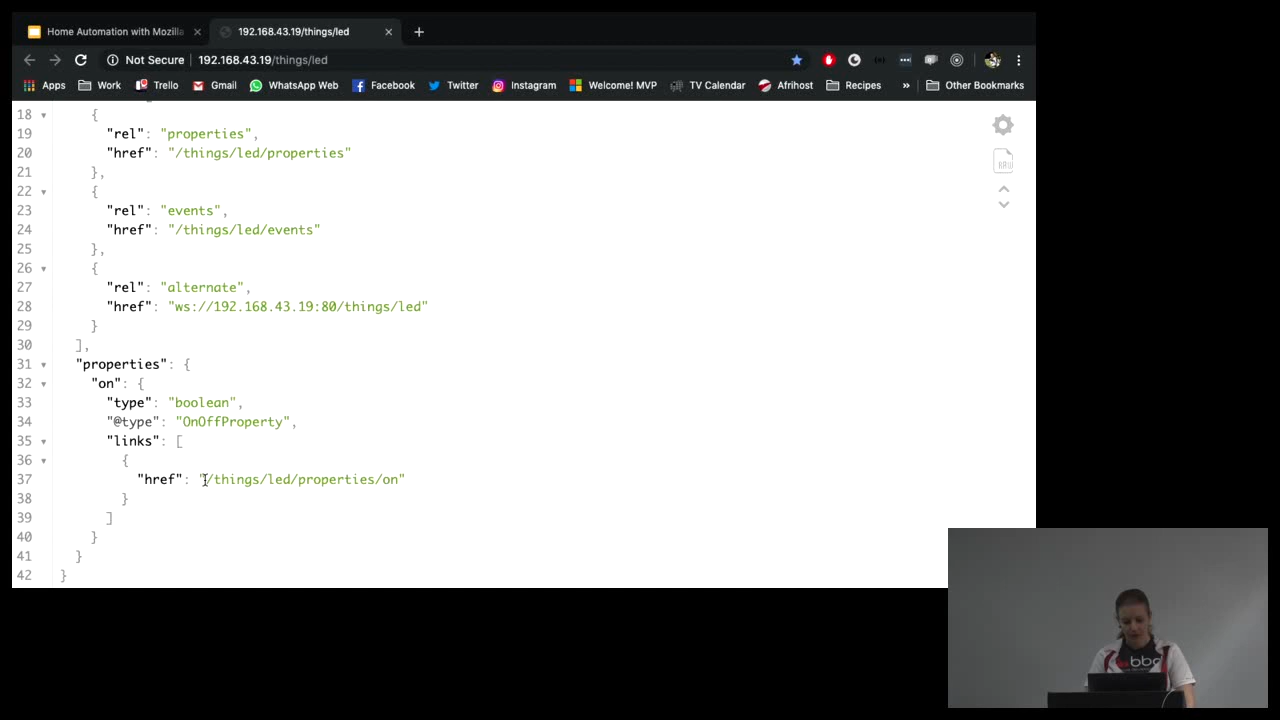 Home Automation with Mozilla
192.168.43.19/things/led
Not Secure
192.168.43.19/things/led
Apps
Work
Trello
Gmail
WhatsApp Web
Facebook
Twitter
Instagram
Welcome! MVP
TV Calendar
Afrihost
Recipes
»
Other Bookmarks
RAW
18 {
19 "rel": "properties",
20 "href": "/things/led/properties"
21 },
22 {
23 "rel": "events",
24 "href": "/things/led/events"
25 },
26 {
27 "rel": "alternate",
28 "href": "ws://192.168.43.19:80/things/led"
29 }
30 ],
31 "properties": {
32 "on": {
33 "type": "boolean",
34 "@type": "OnOffProperty",
35 "links": [
36 {
37 "href": "/things/led/properties/on"
38 }
39 ]
40 }
41 }
42 }
bbd